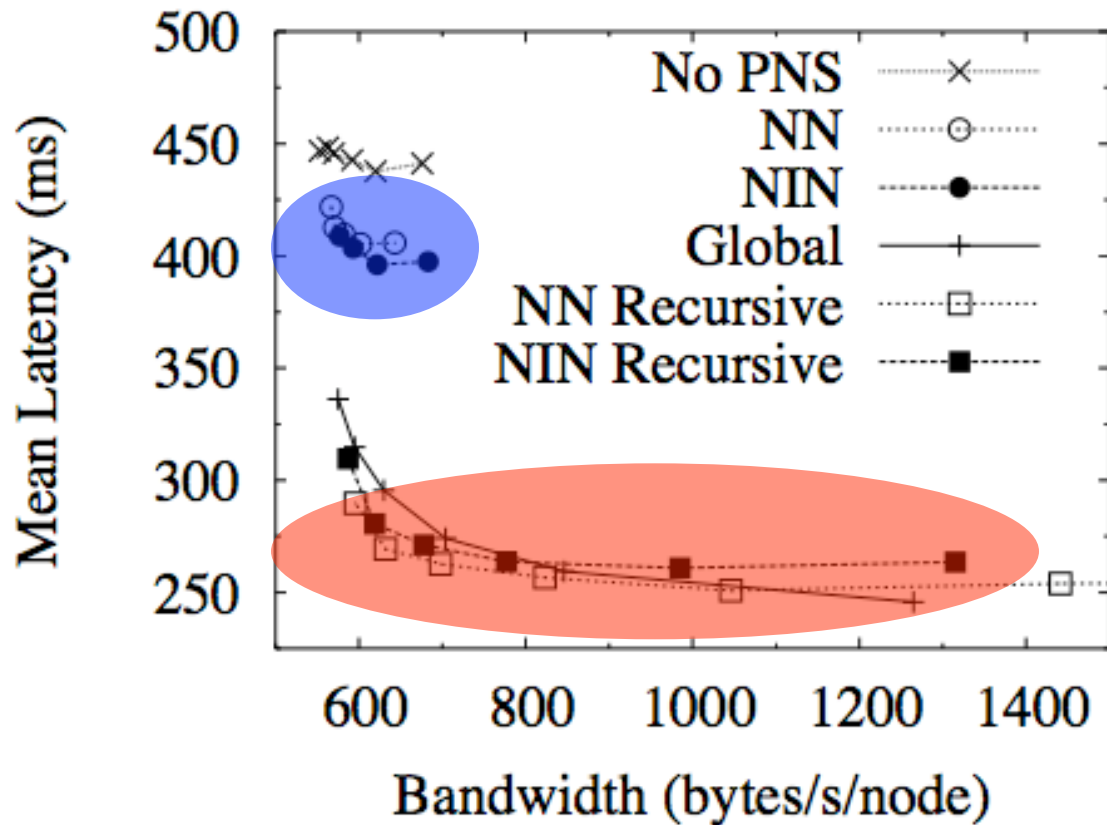 500
450
400
350
300
250
600 800 1000 1200 1400
Mean Latency (ms)
Bandwidth (bytes/s/node)
No PNS
NN
NIN
Global
NN Recursive
NIN Recursive